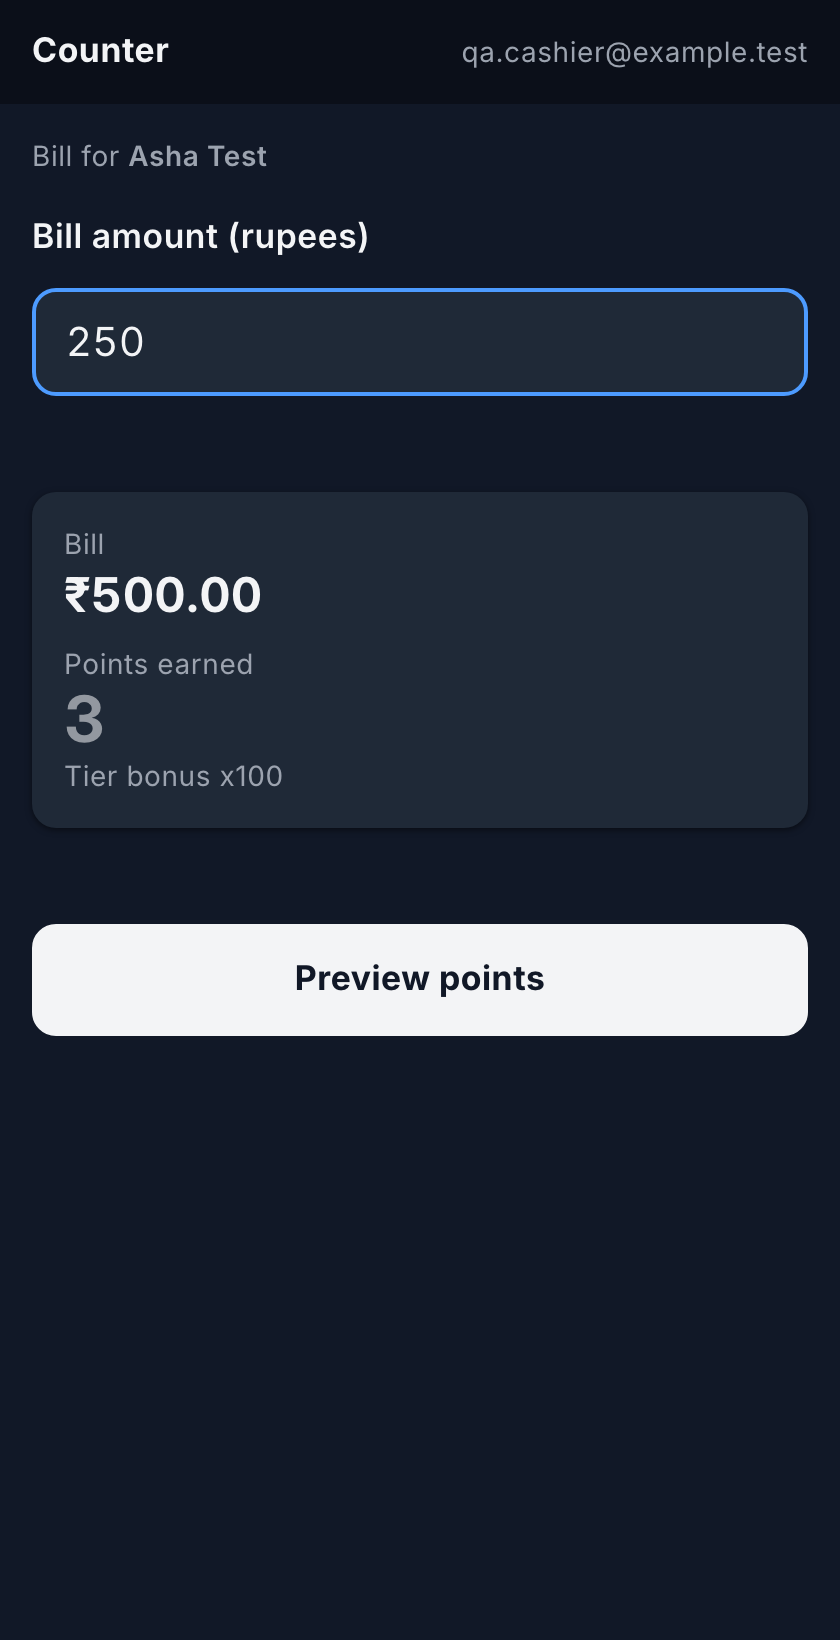 Counter
qa.cashier@example.test
Bill for Asha Test
Bill amount (rupees)
250
Bill
₹500.00
Points earned
3
Tier bonus x100
Preview points